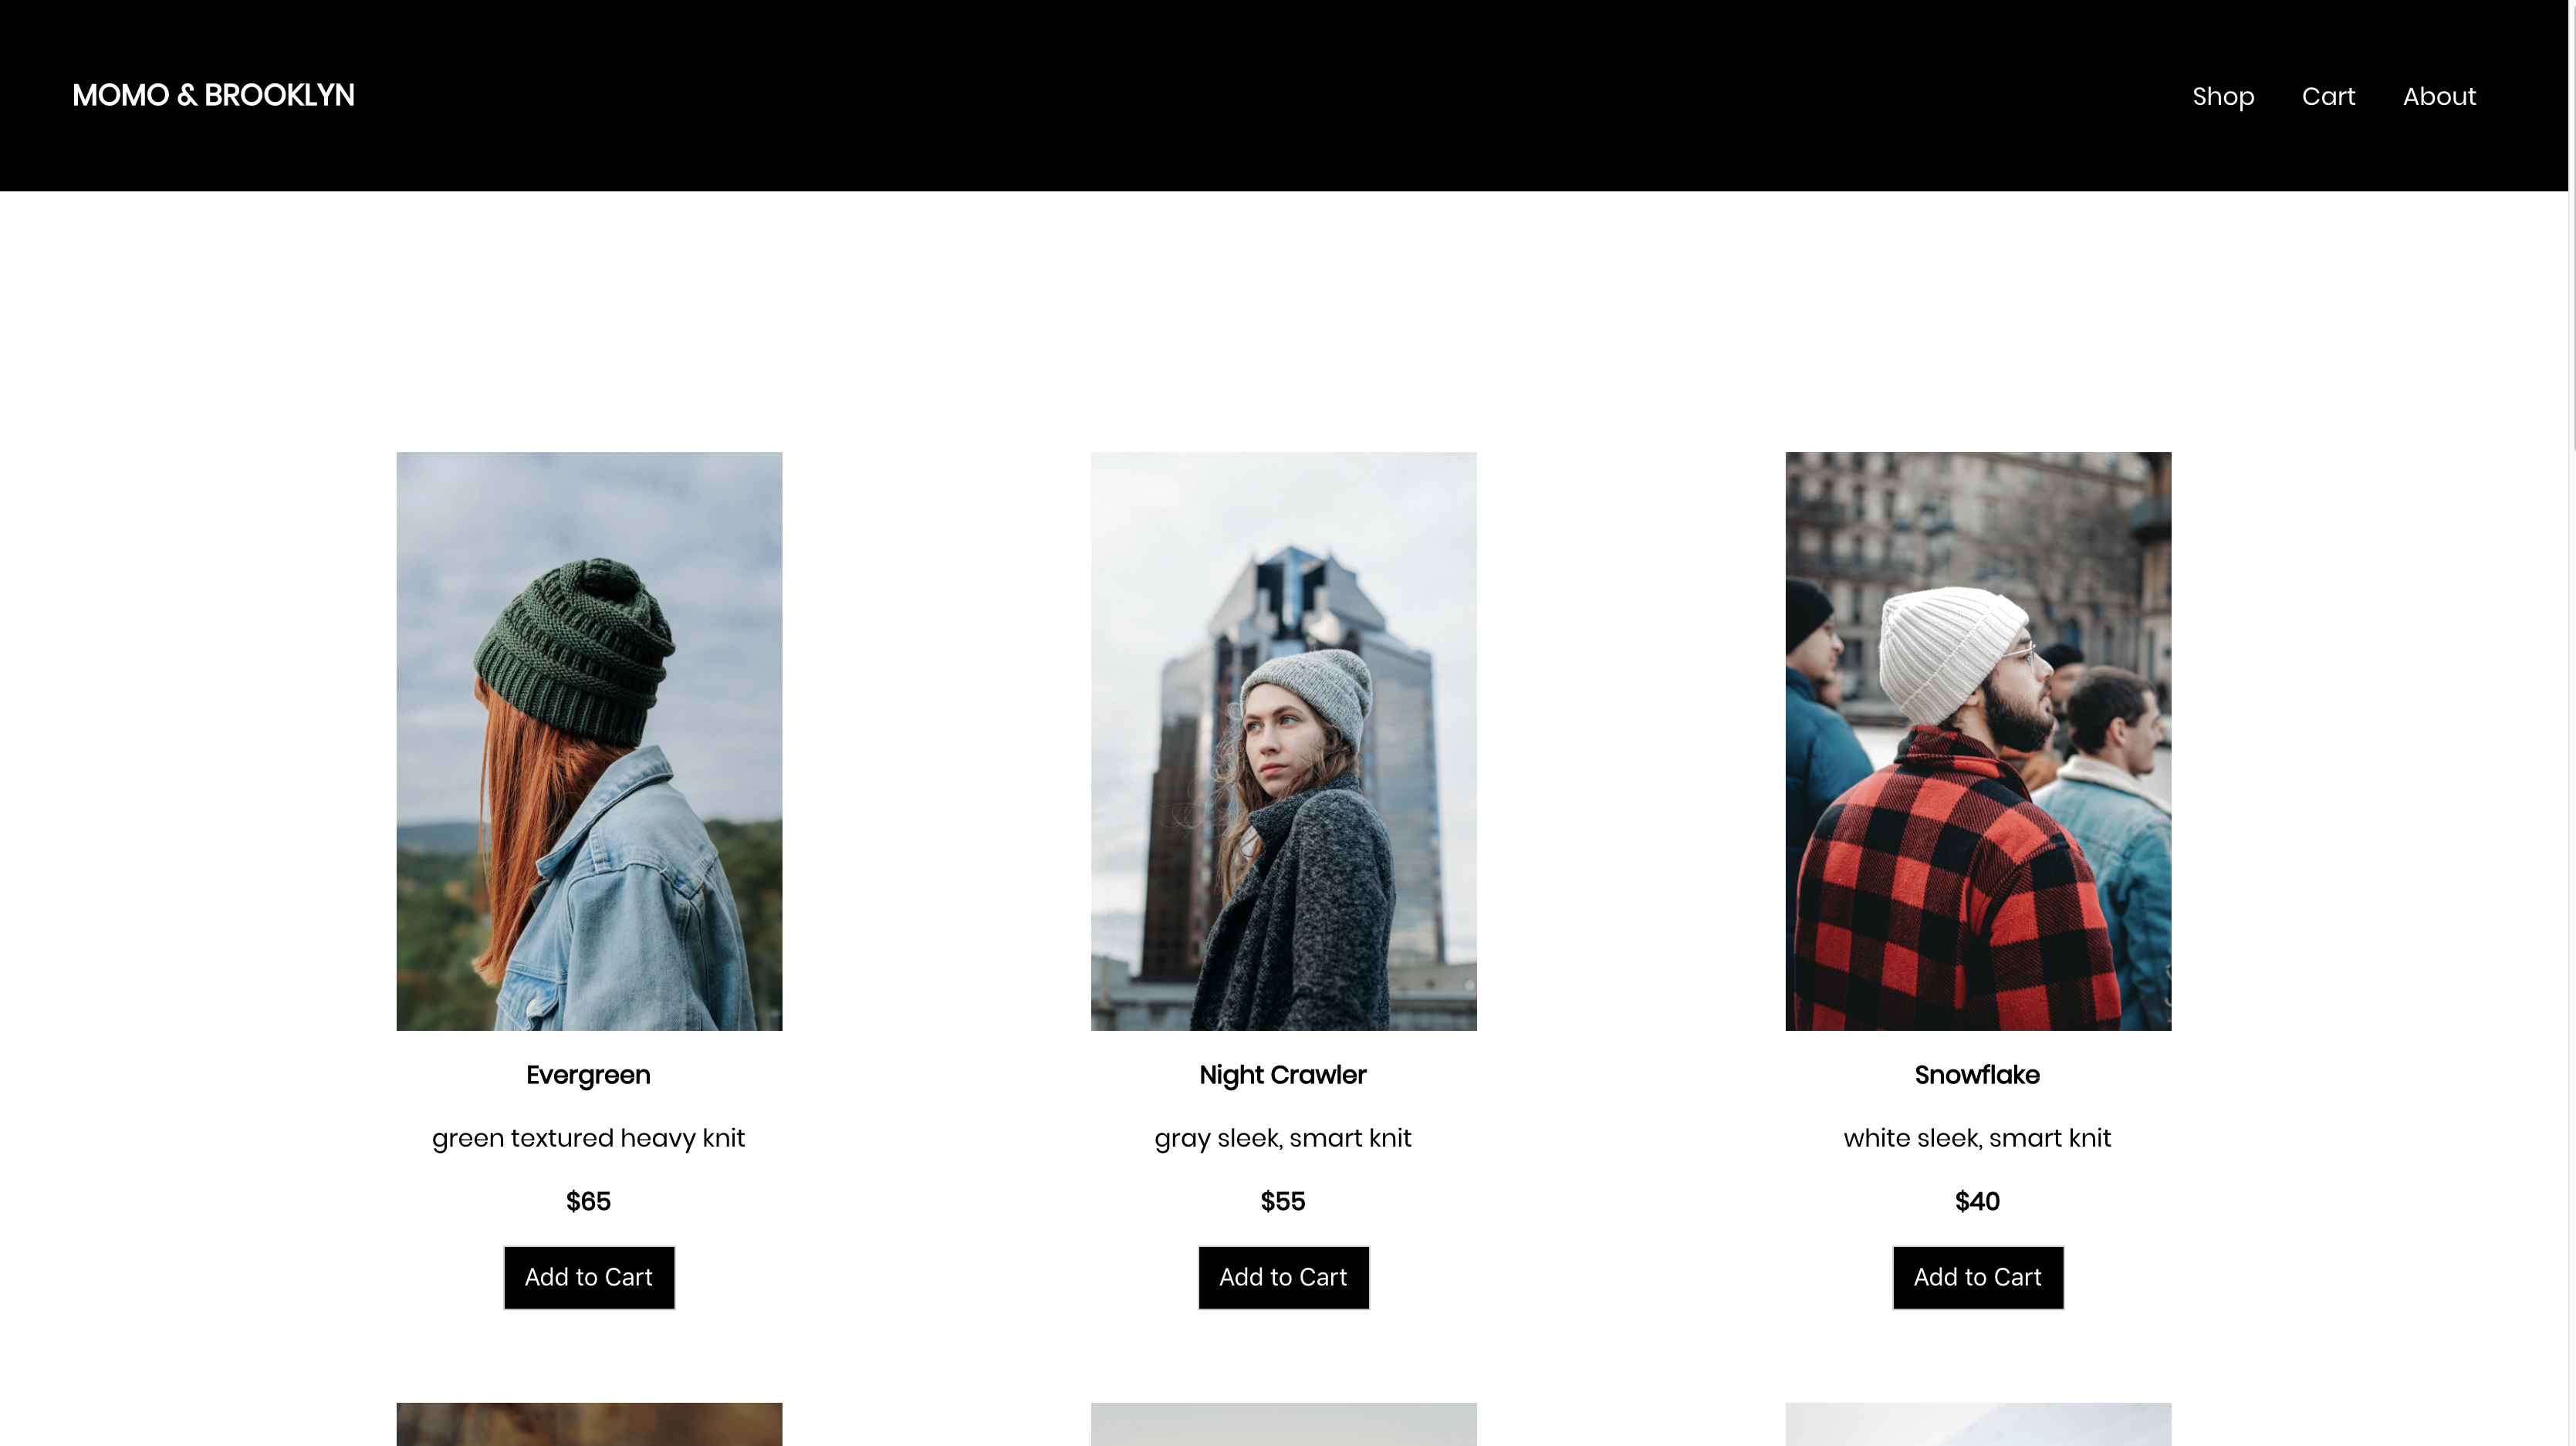 MOMO & BROOKLYN
Shop Cart About
Evergreen
green textured heavy knit
$65
Add to Cart
Night Crawler
gray sleek, smart knit
$55
Add to Cart
Snowflake
white sleek, smart knit
$40
Add to Cart